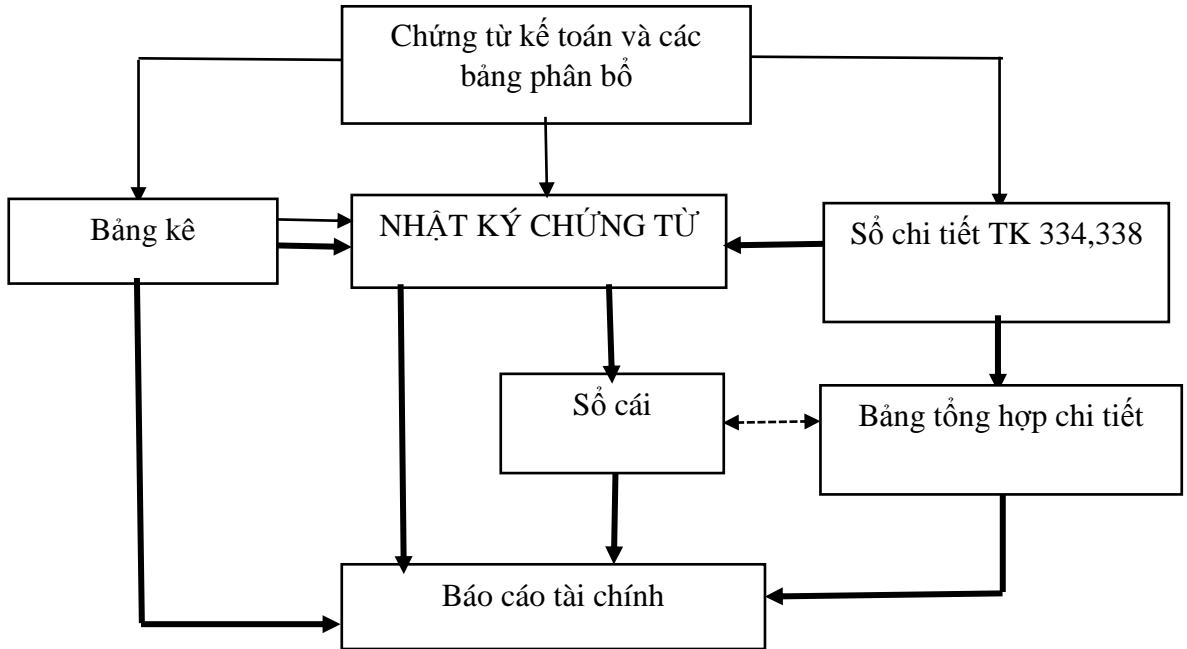 Chứng từ kế toán và các
bảng phân bổ
Bảng kê
NHẬT KÝ CHỨNG TỪ
Sổ chi tiết TK 334,338
Sổ cái
Bảng tổng hợp chi tiết
Báo cáo tài chính